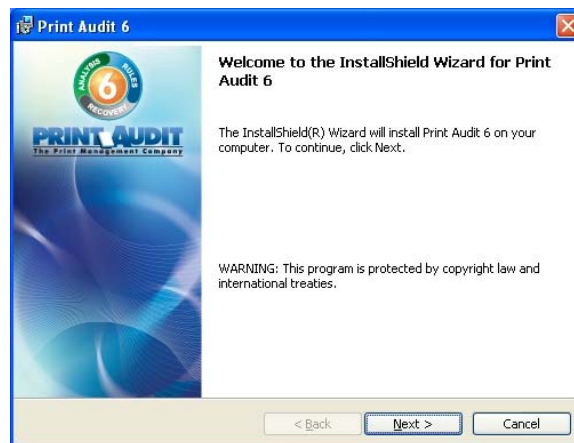 Print Audit 6
ANALYSIS
RULES
6
RECOVERY
PRINT AUDIT
The Print Management Company
Welcome to the InstallShield Wizard for Print
Audit 6
The InstallShield(R) Wizard will install Print Audit 6 on your
computer. To continue, click Next.
WARNING: This program is protected by copyright law and
international treaties.
< Back
Next >
Cancel